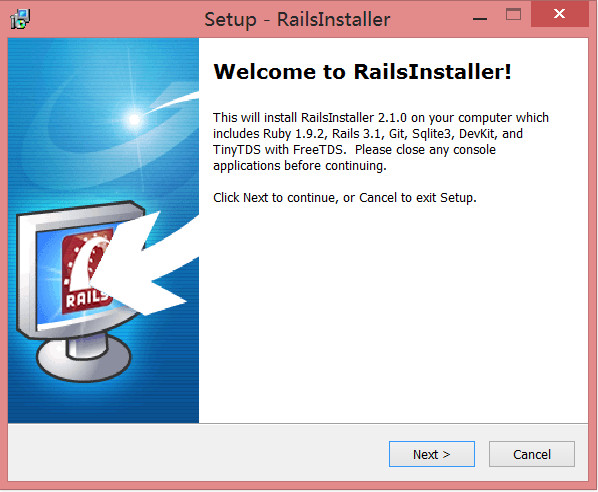 Setup - RailsInstaller
Welcome to RailsInstaller!
This will install RailsInstaller 2.1.0 on your computer which
includes Ruby 1.9.2, Rails 3.1, Git, Sqlite3, DevKit, and
TinyTDS with FreeTDS.  Please close any console
applications before continuing.
Click Next to continue, or Cancel to exit Setup.
RAILS
Next >
Cancel